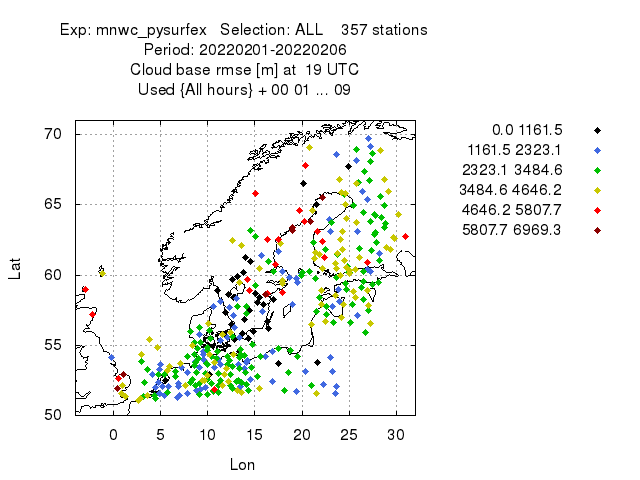 Exp: mnwc_pysurfex   Selection: ALL    357 stations
Period: 20220201-20220206
Cloud base rmse [m] at  19 UTC
Used {All hours} + 00 01 ... 09
0.0 1161.5
1161.5 2323.1
2323.1 3484.6
3484.6 4646.2
4646.2 5807.7
5807.7 6969.3
70
65
60
55
50
Lat
0 5 10 15 20 25 30
Lon